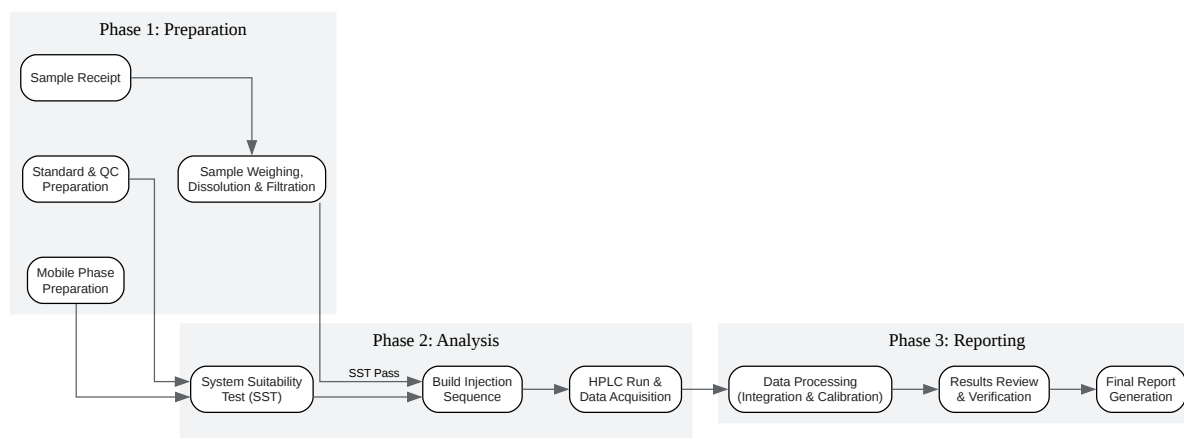 Phase 1: Preparation
Sample Receipt
Standard & QC
Preparation
Sample Weighing,
Dissolution & Filtration
Mobile Phase
Preparation
Phase 2: Analysis
System Suitability
Test (SST)
SST Pass
Build Injection
Sequence
HPLC Run &
Data Acquisition
Phase 3: Reporting
Data Processing
(Integration & Calibration)
Results Review
& Verification
Final Report
Generation